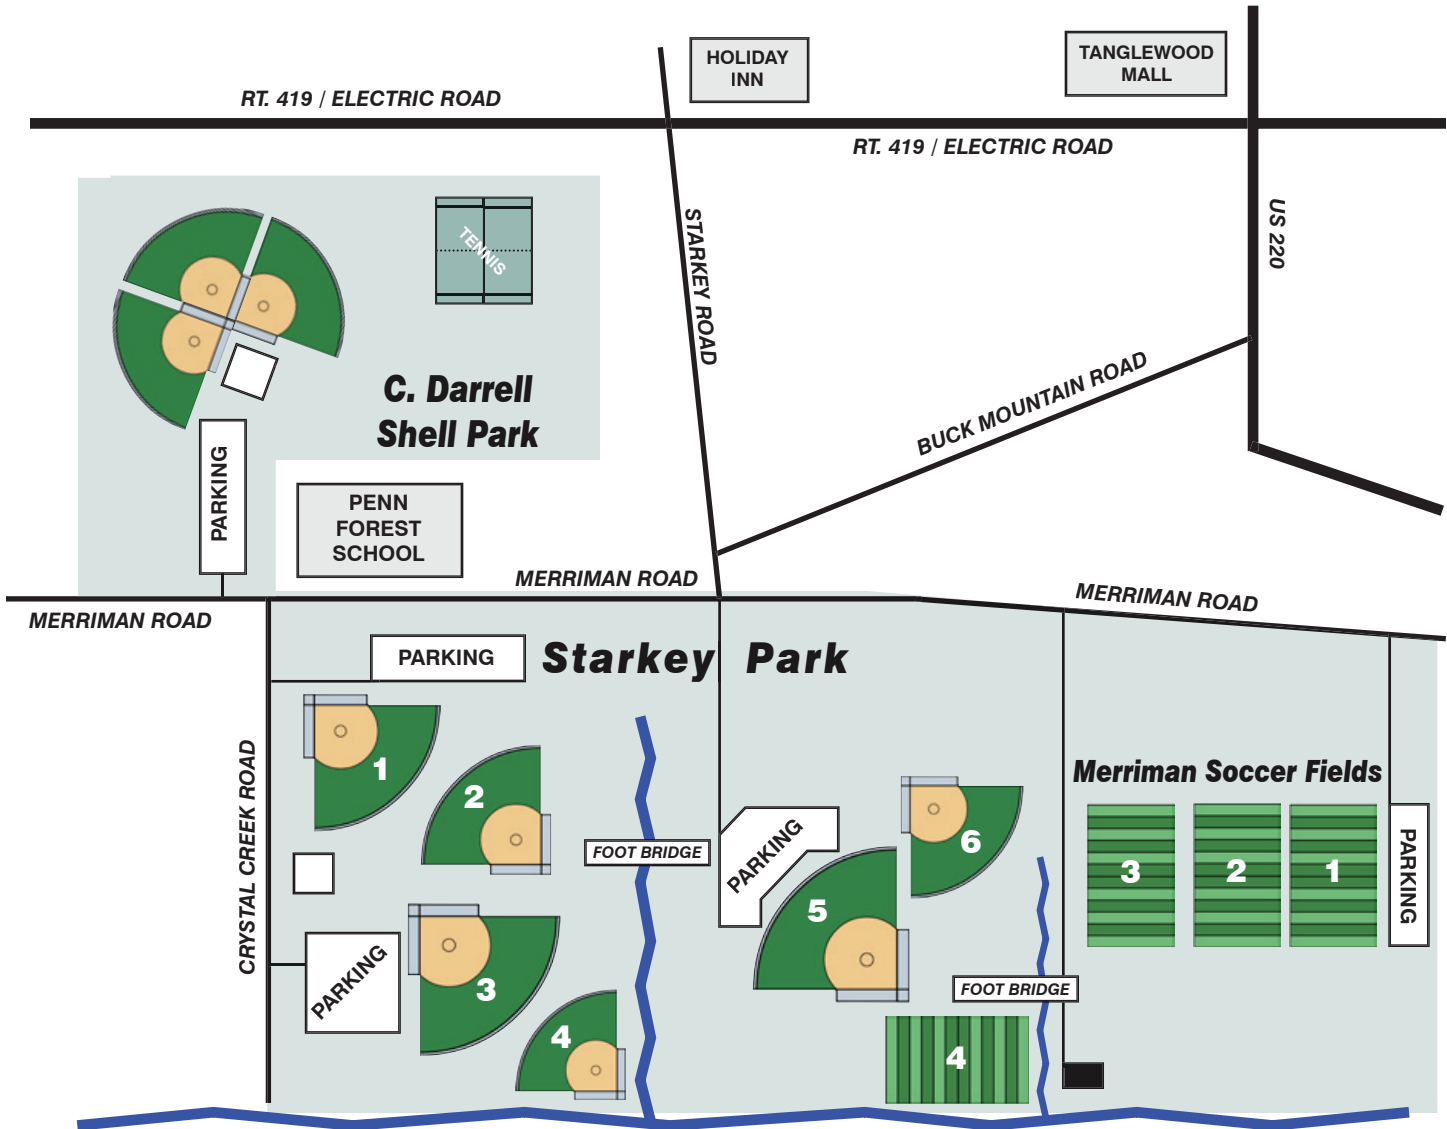 HOLIDAY
INN
TANGLEWOOD
MALL
RT. 419 / ELECTRIC ROAD
RT. 419 / ELECTRIC ROAD
TENNIS
STARKEY ROAD
US 220
C. Darrell
Shell Park
BUCK MOUNTAIN ROAD
PARKING
PENN
FOREST
SCHOOL
MERRIMAN ROAD
MERRIMAN ROAD
MERRIMAN ROAD
PARKING
Starkey Park
1
2
CRYSTAL CREEK ROAD
FOOT BRIDGE
PARKING
6
5
Merriman Soccer Fields
3
2
1
PARKING
PARKING
3
4
FOOT BRIDGE
4